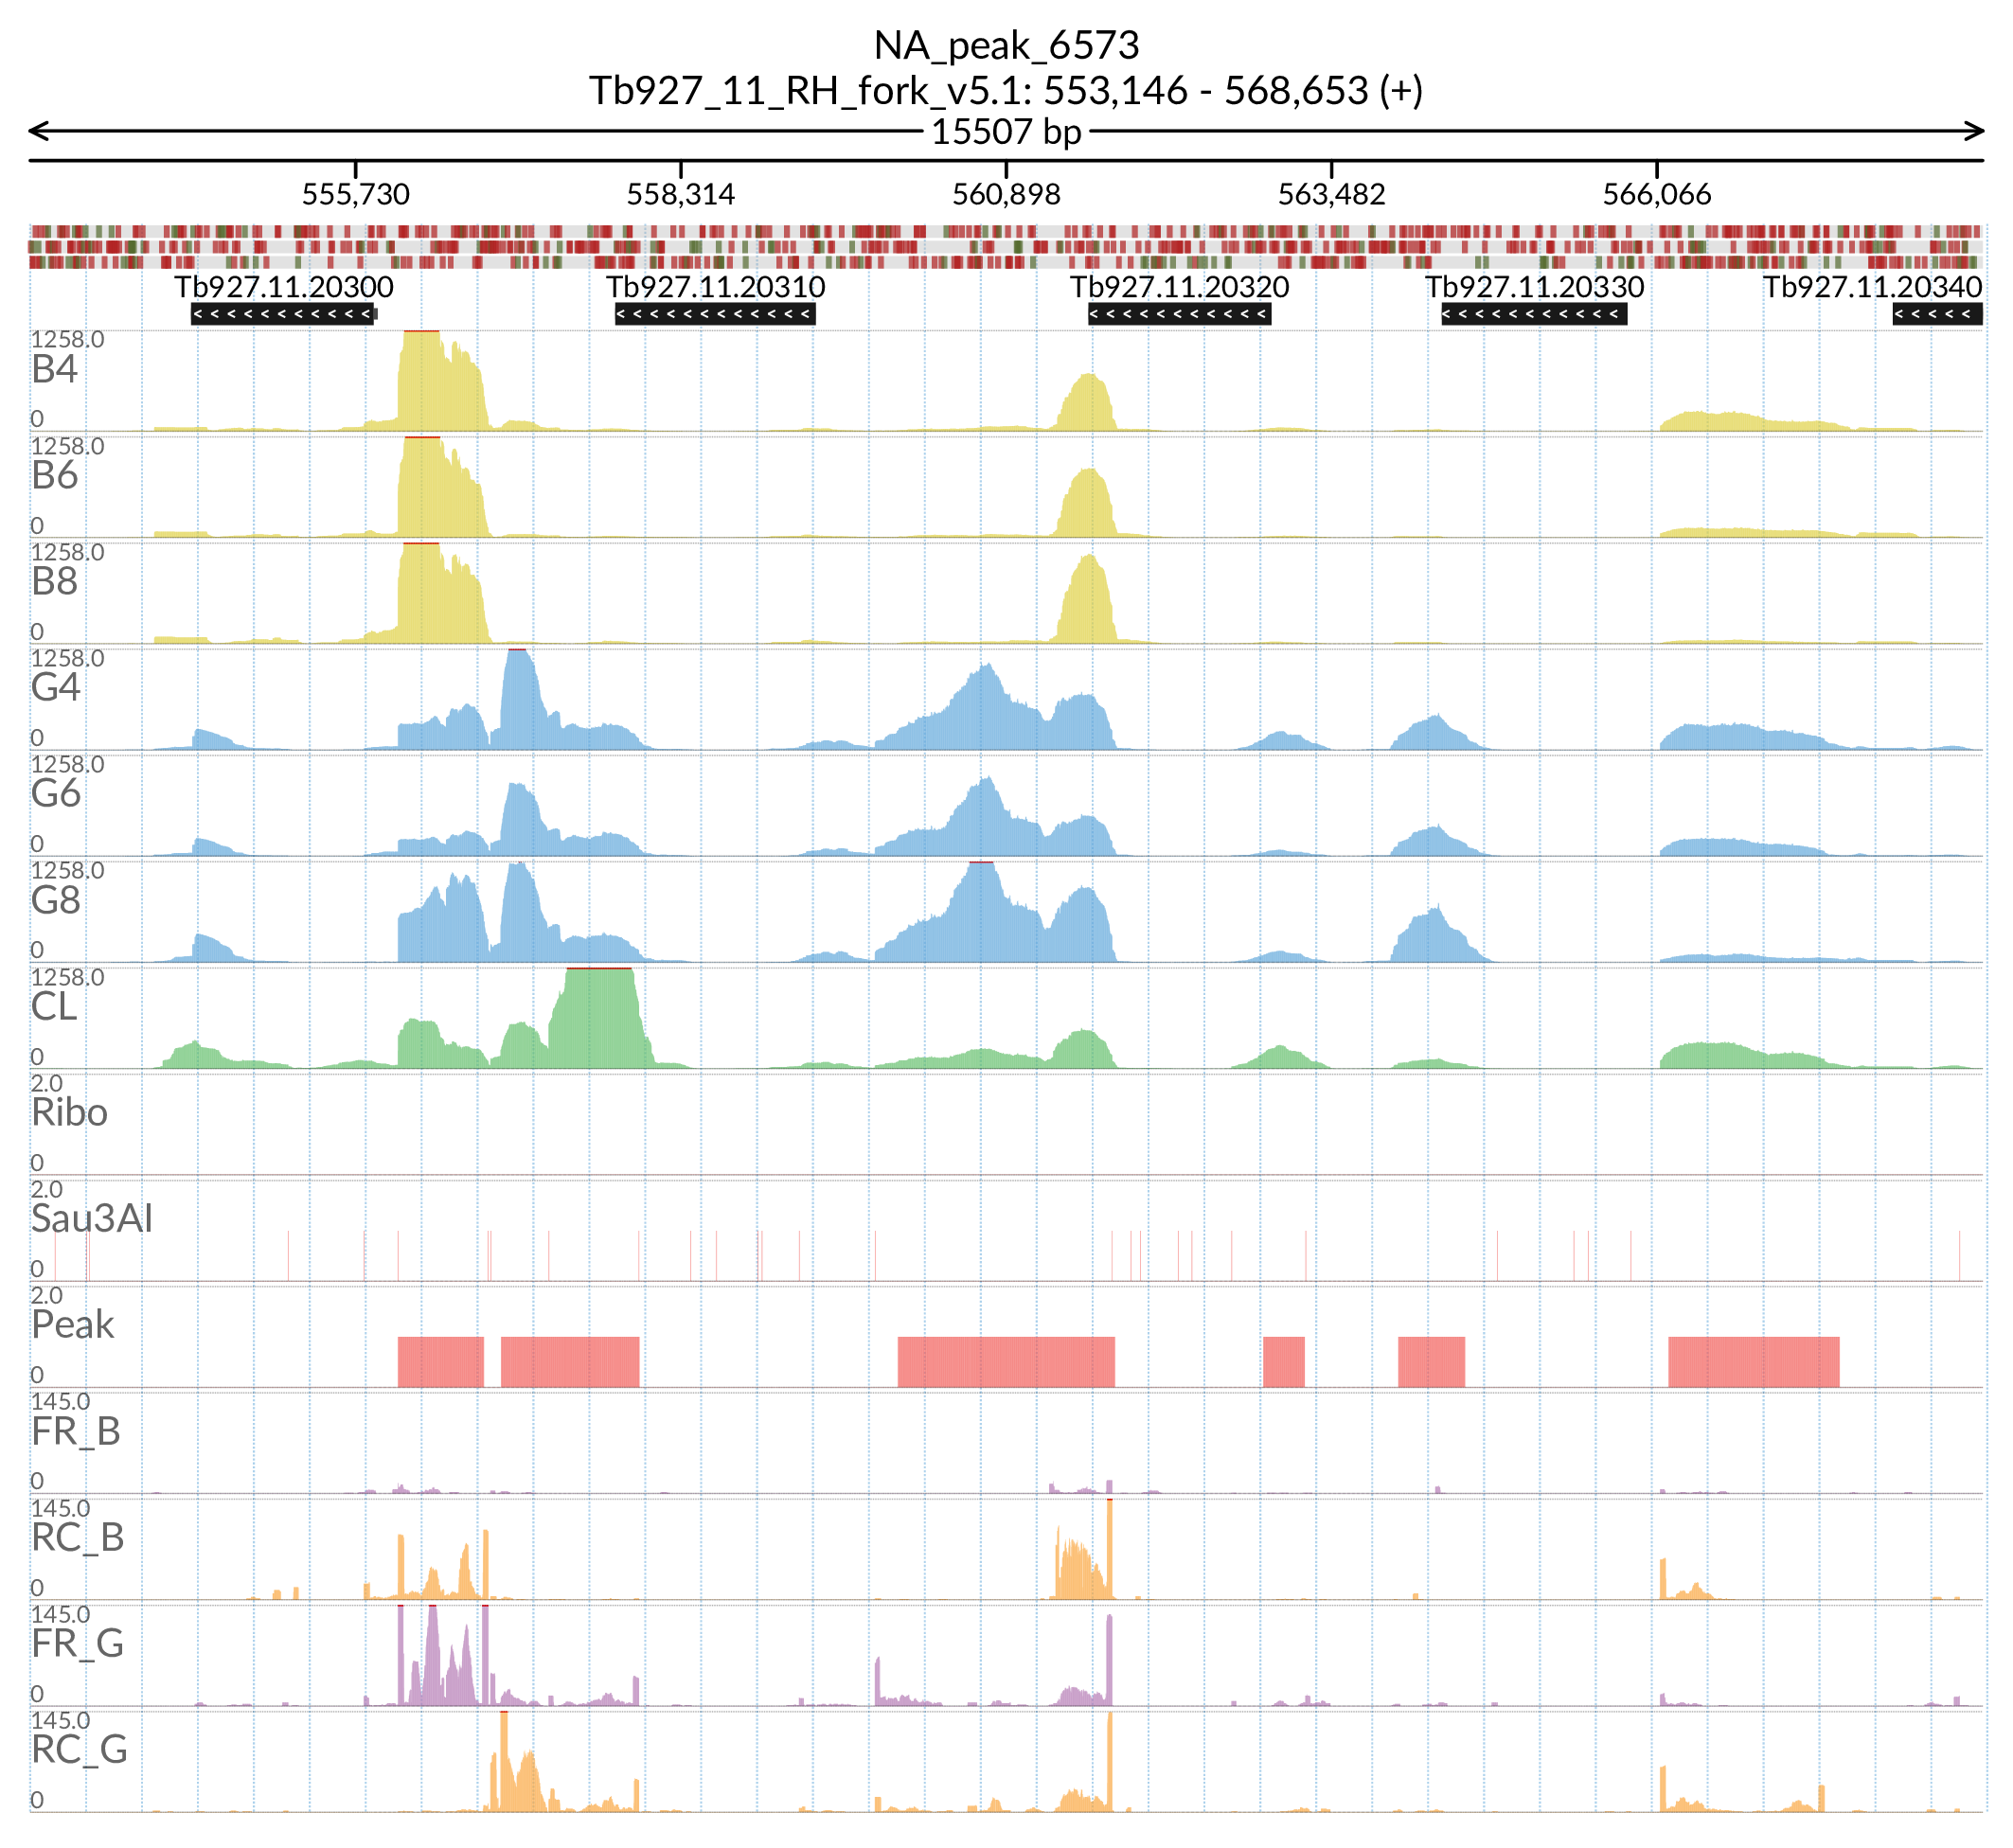 NA_peak_6573
Tb927_11_RH_fork_v5.1: 553,146 - 568,653 (+)
15507 bp
555,730 558,314 560,898 563,482 566,066
Tb927.11.20300 Tb927.11.20310 Tb927.11.20320 Tb927.11.20330 Tb927.11.20340
1258.0
B4
0
1258.0
B6
0
1258.0
B8
0
1258.0
G4
0
1258.0
G6
0
1258.0
G8
0
1258.0
CL
0
2.0
Ribo
0
2.0
Sau3AI
0
2.0
Peak
0
145.0
FR_B
0
145.0
RC_B
0
145.0
FR_G
0
145.0
RC_G
0